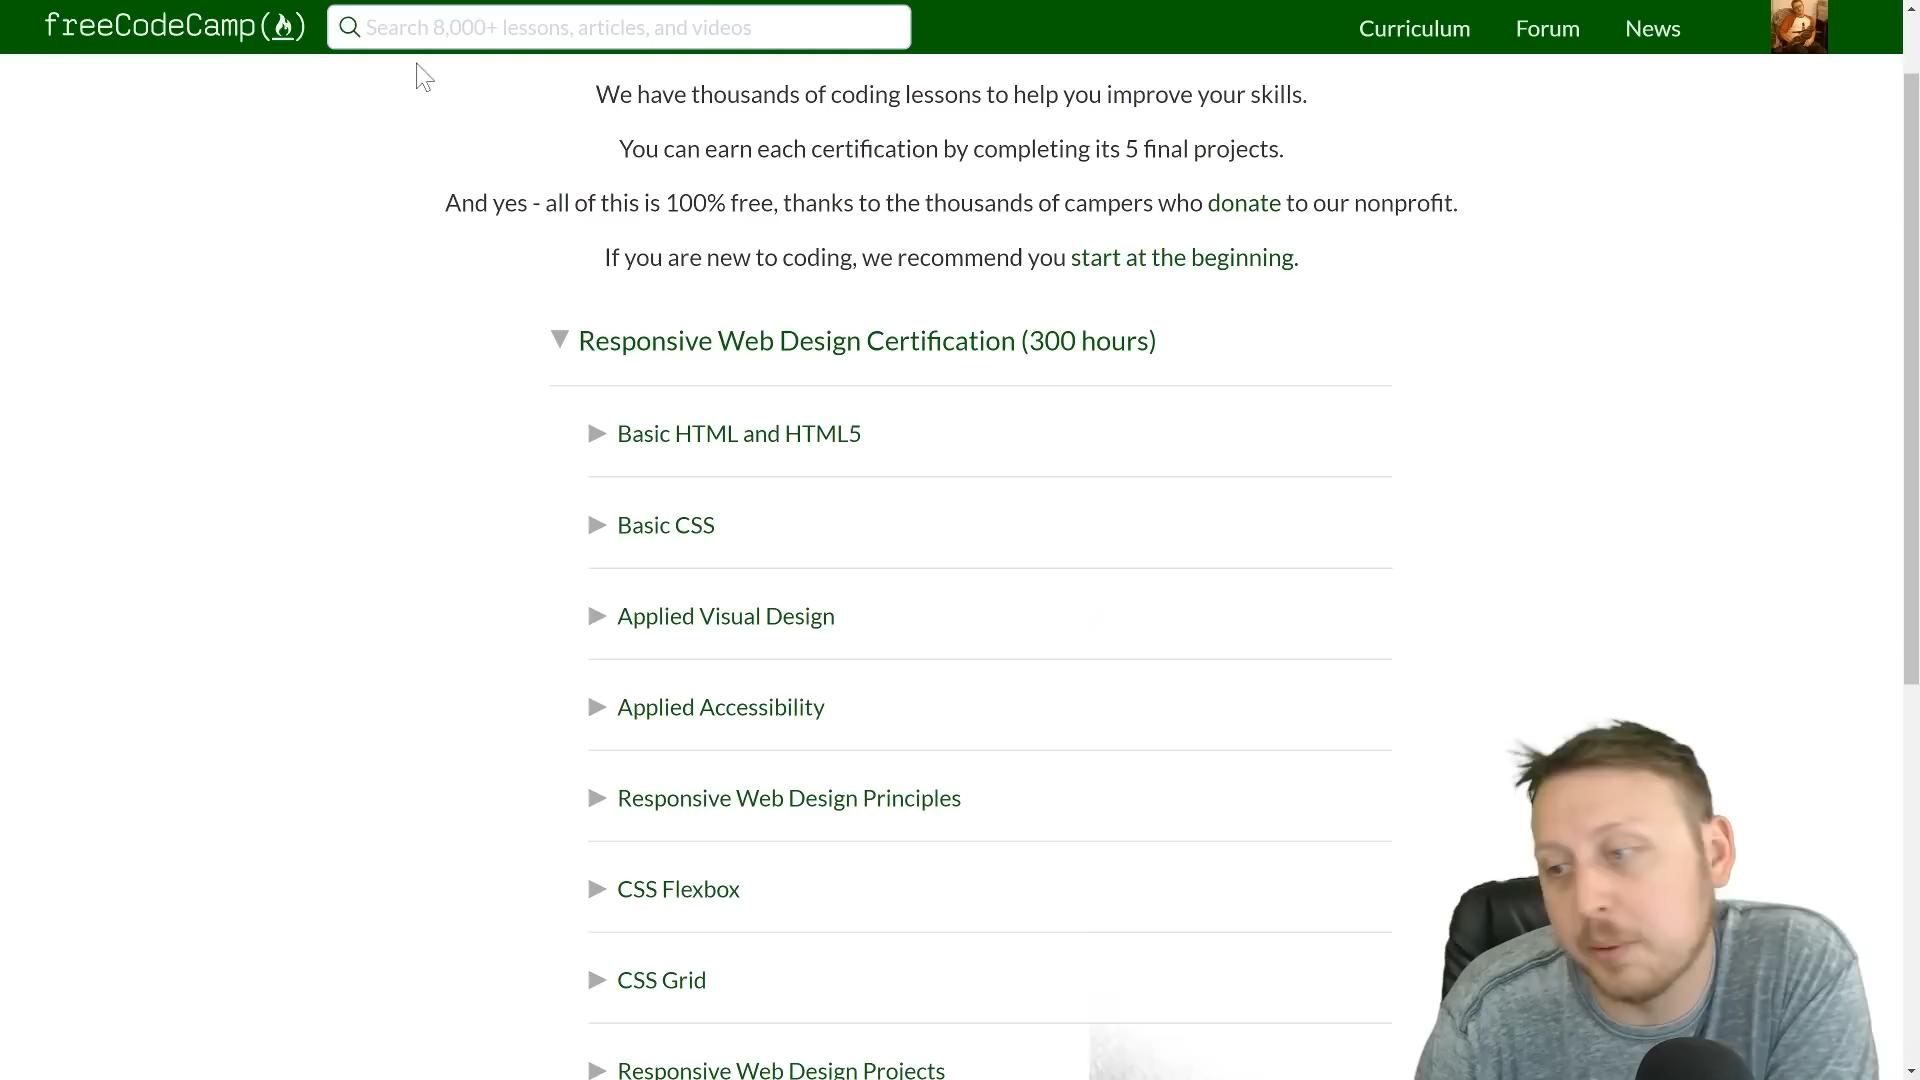 freeCodeCamp
Search 8,000+ lessons, articles, and videos
Curriculum
Forum
News
We have thousands of coding lessons to help you improve your skills.
You can earn each certification by completing its 5 final projects.
And yes - all of this is 100% free, thanks to the thousands of campers who donate to our nonprofit.
If you are new to coding, we recommend you start at the beginning.
Responsive Web Design Certification (300 hours)
Basic HTML and HTML5
Basic CSS
Applied Visual Design
Applied Accessibility
Responsive Web Design Principles
CSS Flexbox
CSS Grid
Responsive Web Design Projects